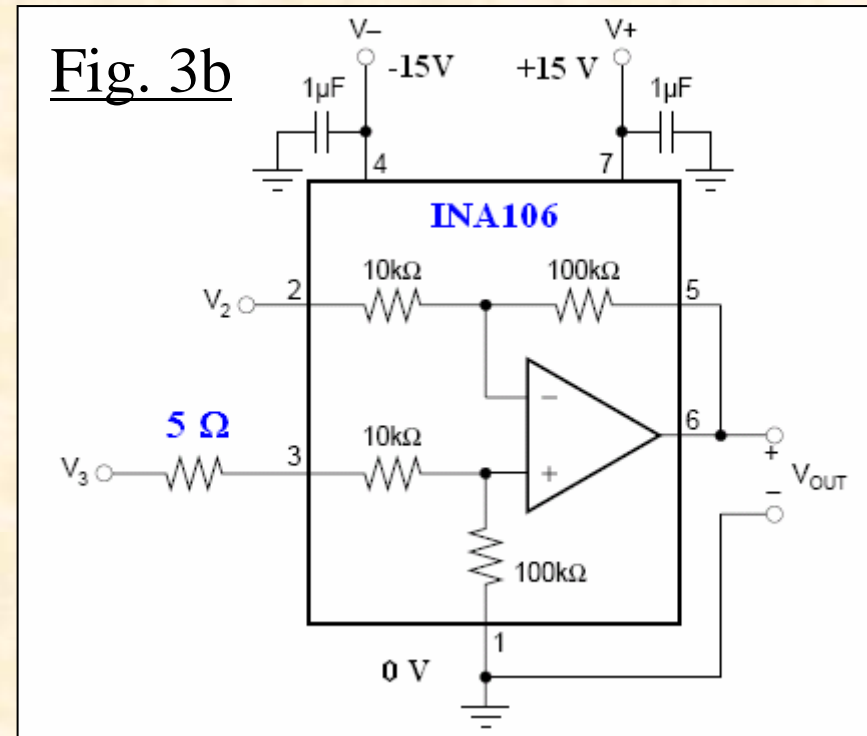 Fig. 3b
V–
-15V
+15 V
V+
1µF
1µF
4
7
INA106
10kΩ
100kΩ
V₂
2
5
–
5 Ω
V₃
3
10kΩ
+
6
+
–
VOUT
100kΩ
1
0 V